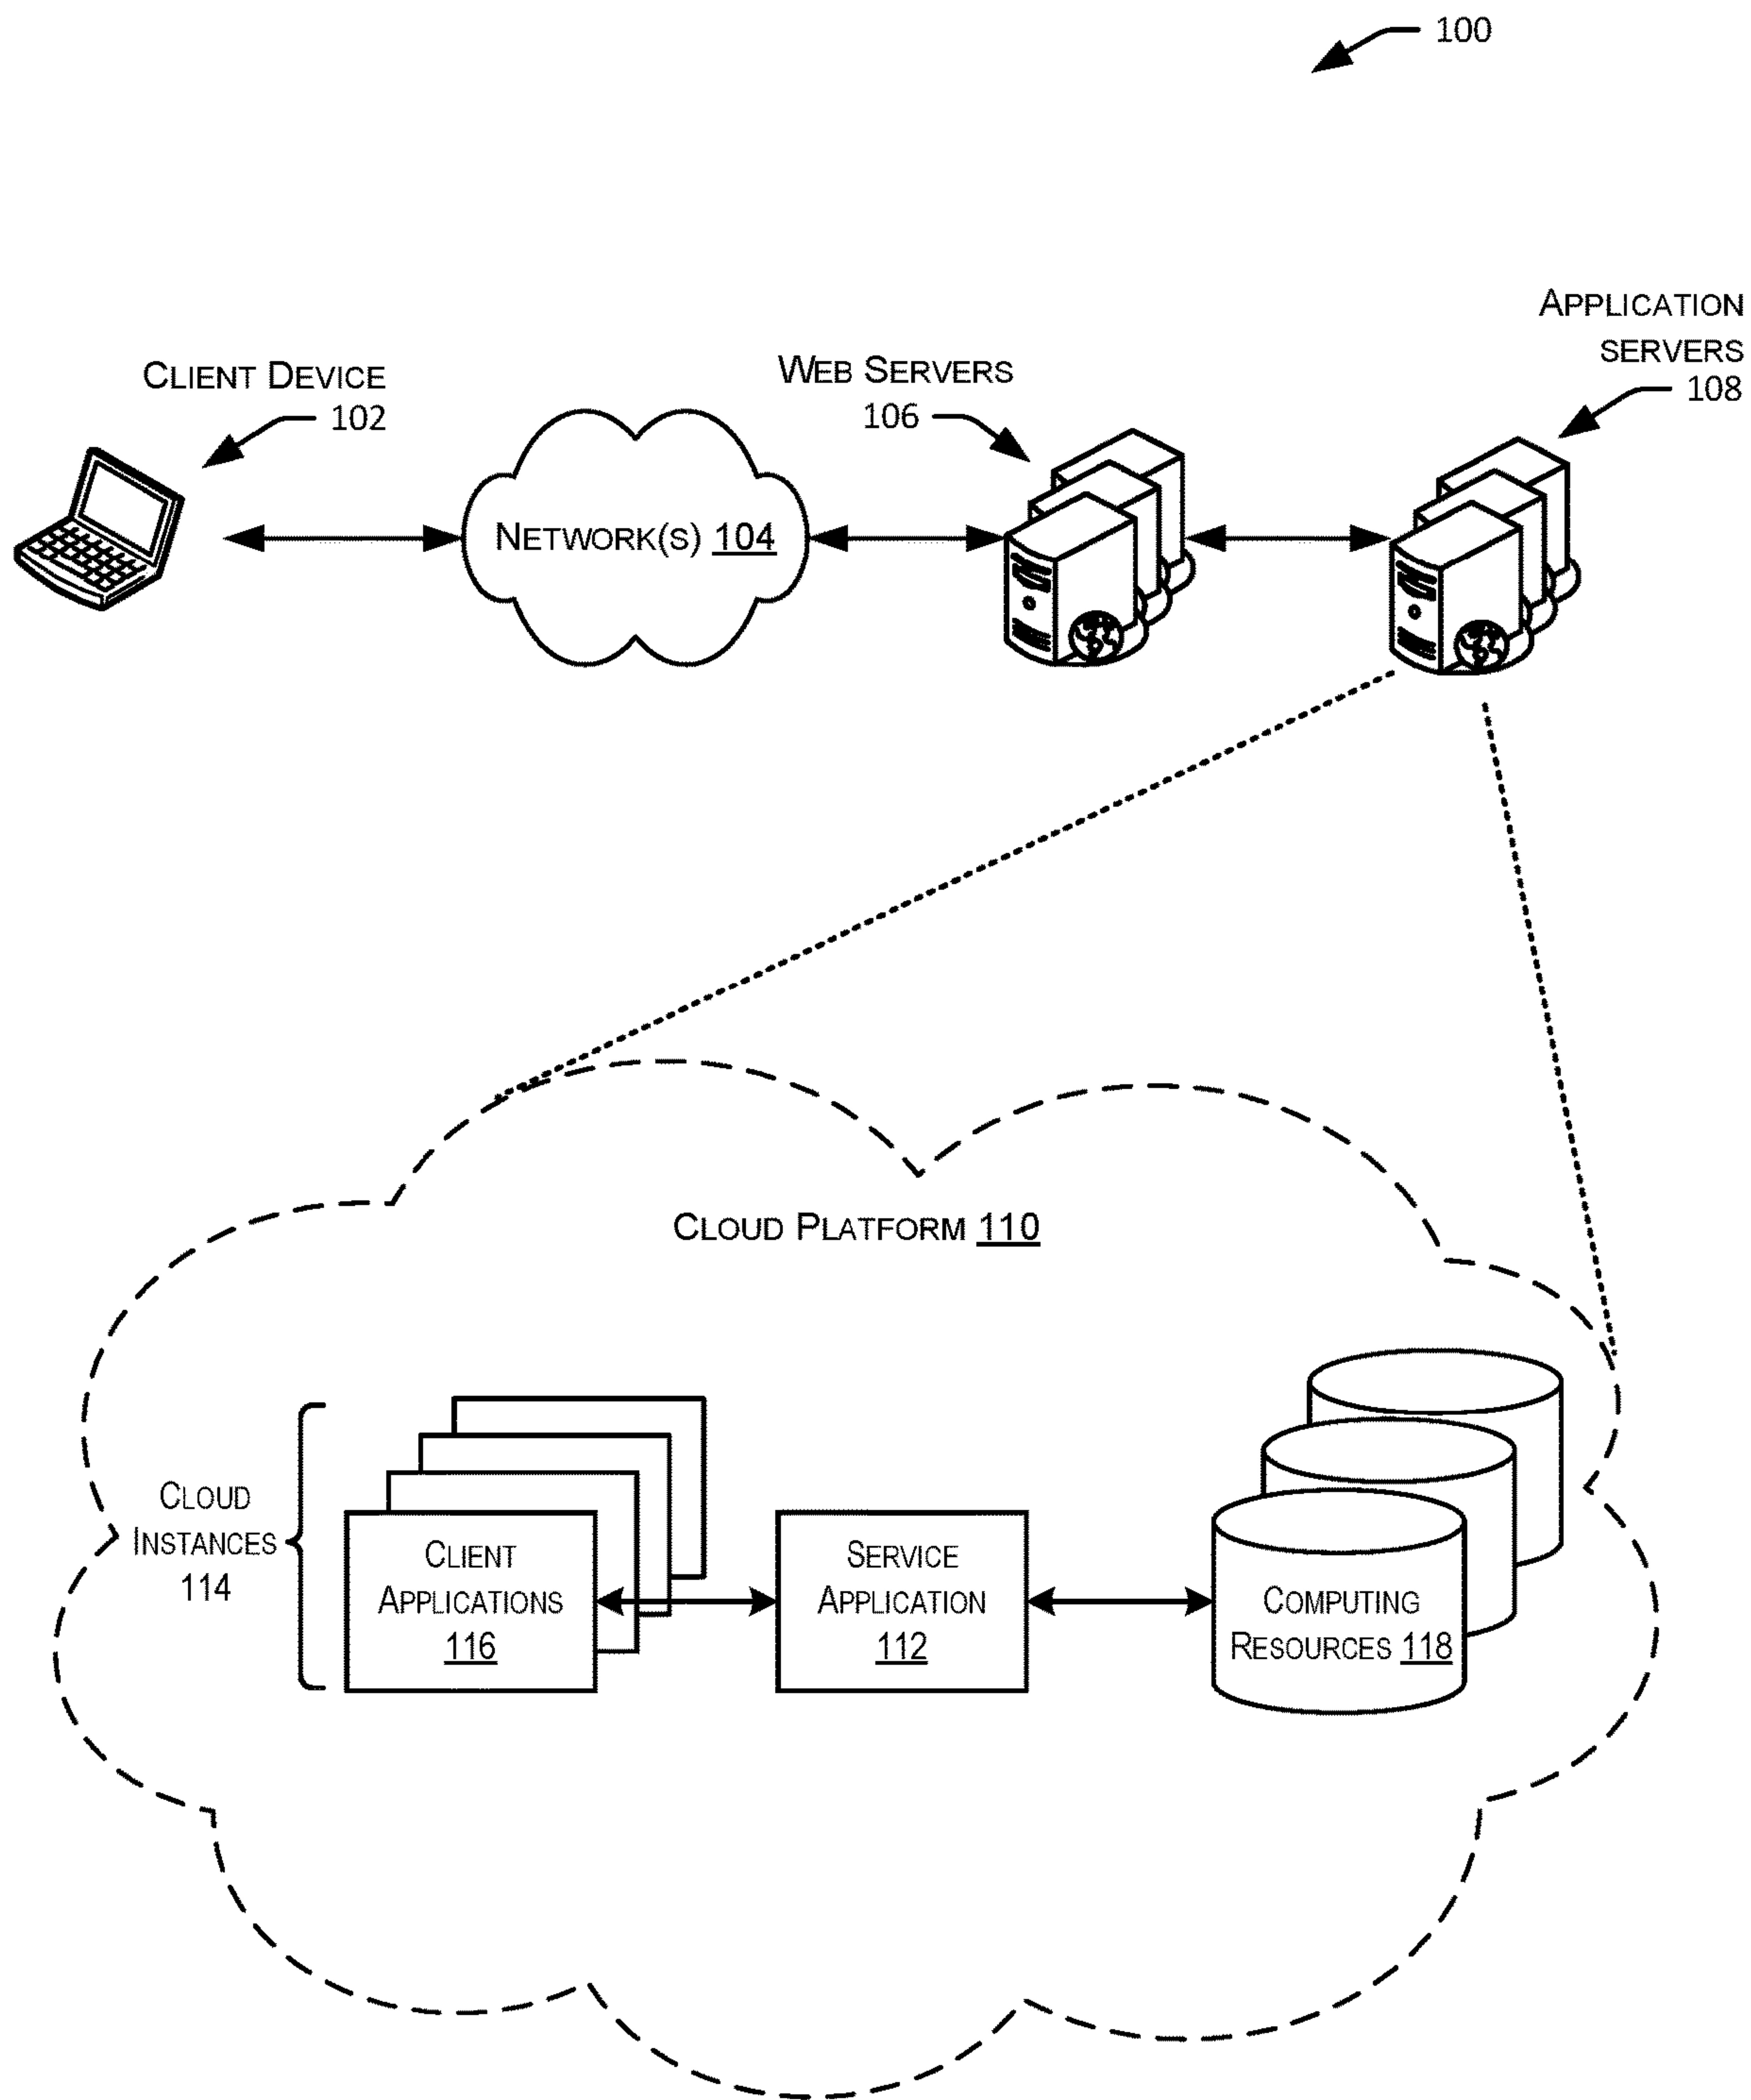 100
APPLICATION
SERVERS
108
CLIENT DEVICE
102
WEB SERVERS
106
NETWORK(S) 104
CLOUD PLATFORM 110
CLOUD
INSTANCES
114
CLIENT
APPLICATIONS
116
SERVICE
APPLICATION
112
COMPUTING
RESOURCES 118